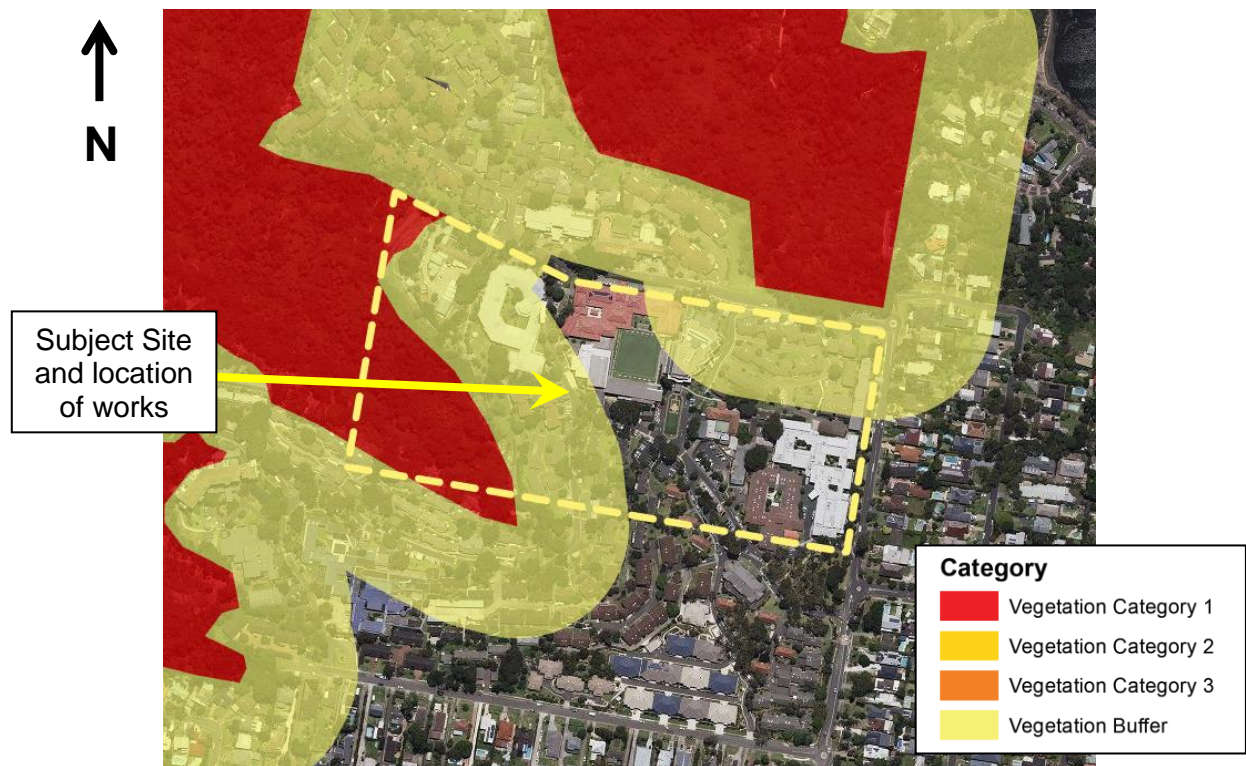 N
Subject Site
and location
of works
Category
Vegetation Category 1
Vegetation Category 2
Vegetation Category 3
Vegetation Buffer